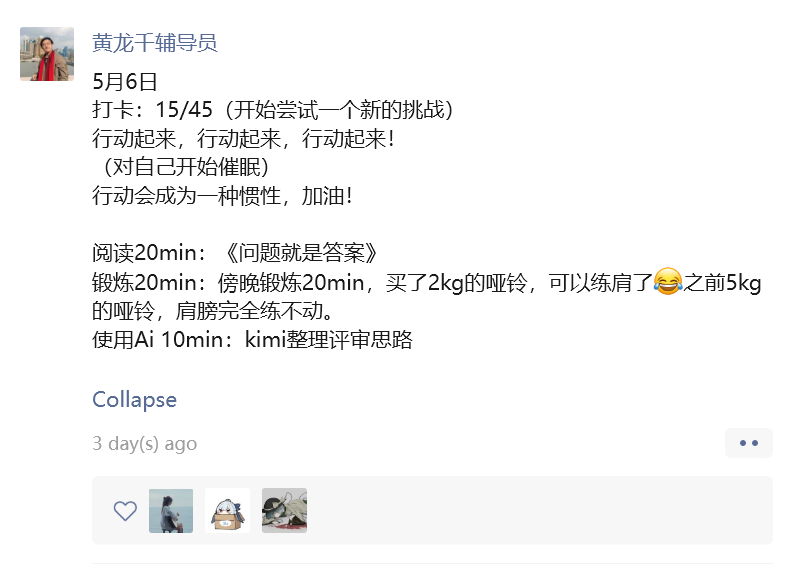 黄龙千辅导员
5月6日
打卡：15/45（开始尝试一个新的挑战）
行动起来，行动起来，行动起来！
（对自己开始催眠）
行动会成为一种惯性，加油！
阅读20min：《问题就是答案》
锻炼20min：傍晚锻炼20min，买了2kg的哑铃，可以练肩了😂之前5kg
的哑铃，肩膀完全练不动。
使用Ai 10min：kimi整理评审思路
Collapse
3 day(s) ago